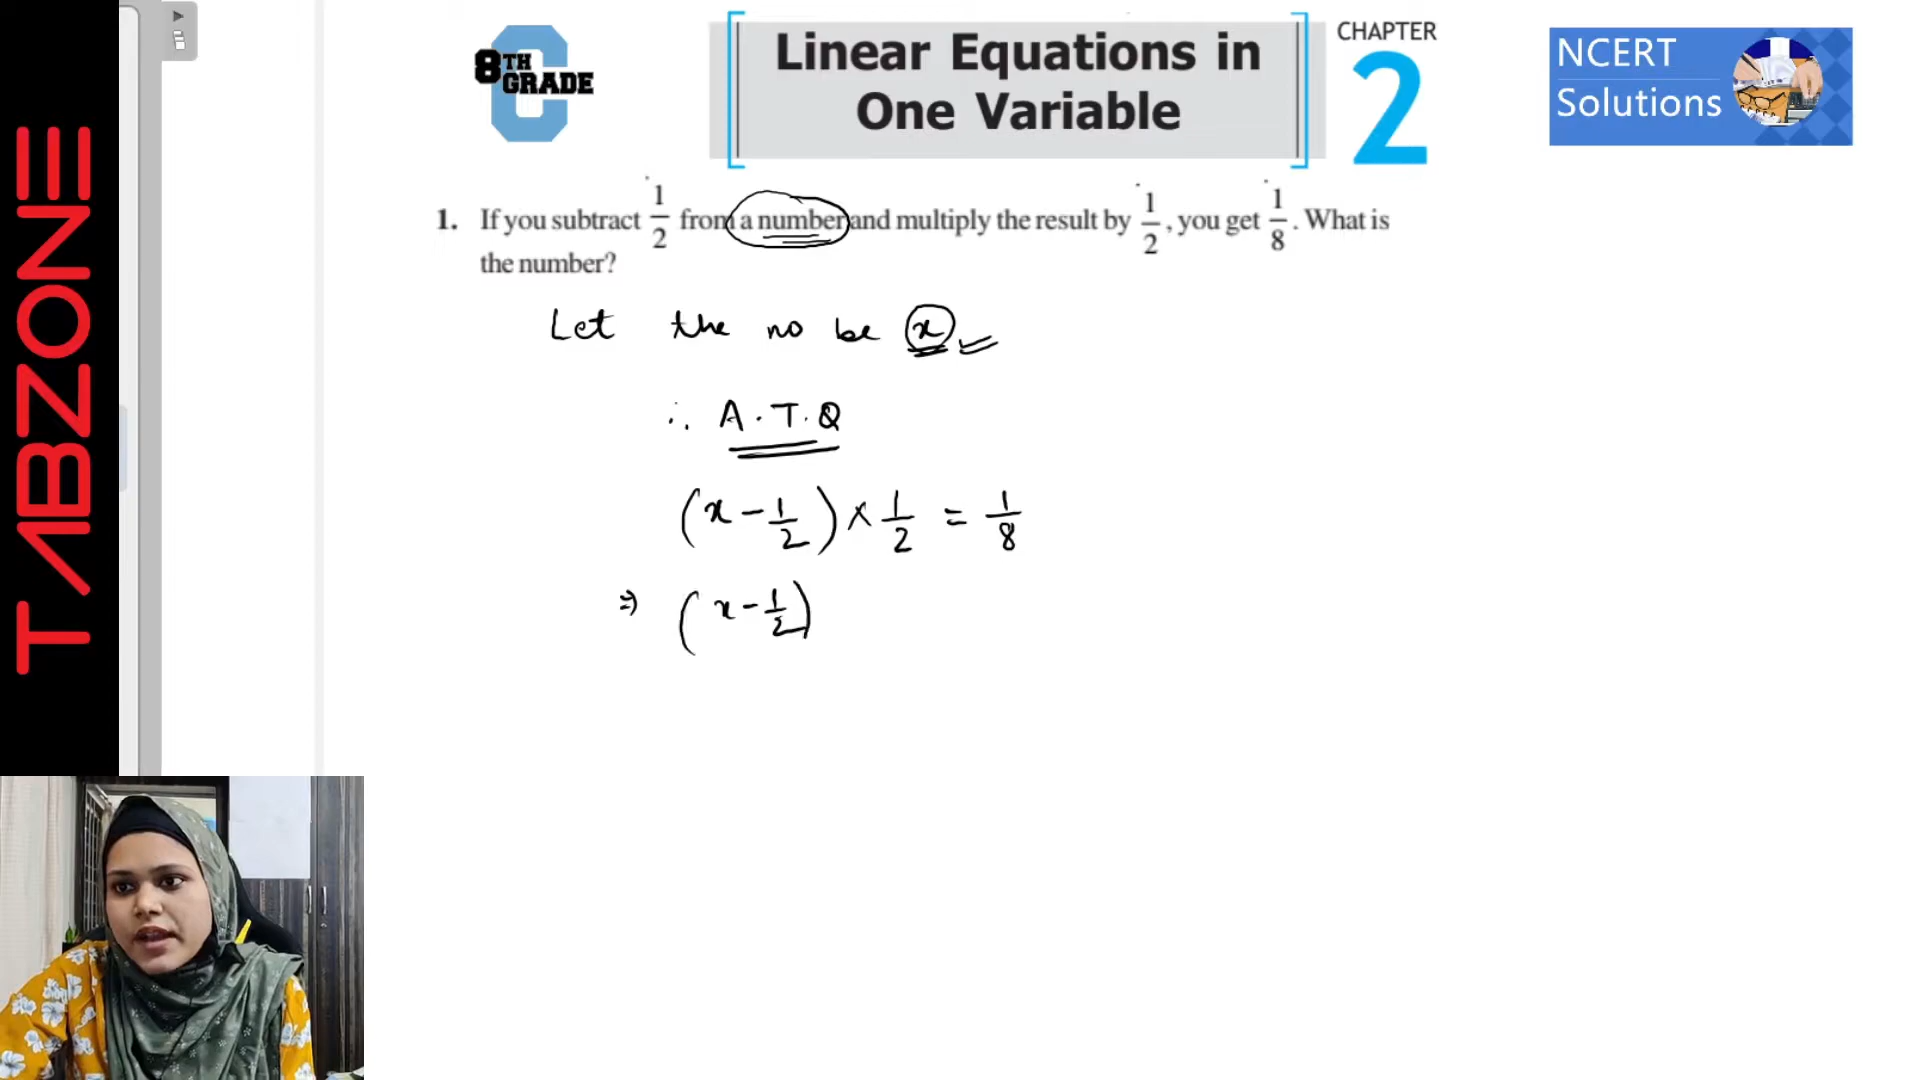 TABZONE
8TH
GRADE
C
Linear Equations in
One Variable
CHAPTER
2
NCERT
Solutions
1. If you subtract 1/2 from a number and multiply the result by 1/2, you get 1/8. What is
the number?
Let the no be x
∴ A.T.Q
(x - 1/2) × 1/2 = 1/8
⇒ (x - 1/2)